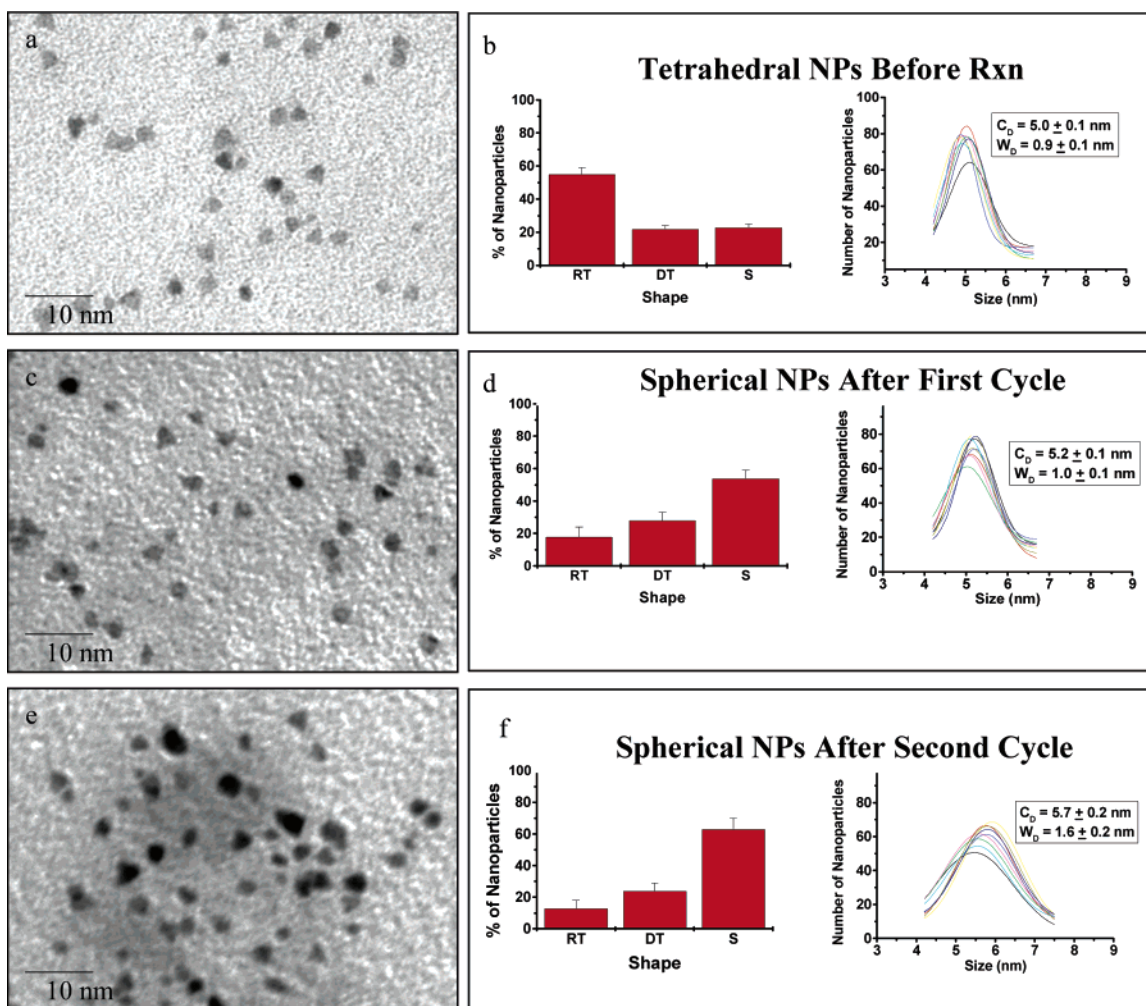 a
10 nm
b
Tetrahedral NPs Before Rxn
% of Nanoparticles
100
80
60
40
20
0
RT DT S
Shape
Number of Nanoparticles
100
80
60
40
20
C_D = 5.0 ± 0.1 nm
W_D = 0.9 ± 0.1 nm
3 4 5 6 7 8 9
Size (nm)
c
10 nm
d
Spherical NPs After First Cycle
% of Nanoparticles
100
80
60
40
20
0
RT DT S
Shape
Number of Nanoparticles
80
60
40
20
0
C_D = 5.2 ± 0.1 nm
W_D = 1.0 ± 0.1 nm
3 4 5 6 7 8 9
Size (nm)
e
10 nm
f
Spherical NPs After Second Cycle
% of Nanoparticles
100
80
60
40
20
0
RT DT S
Shape
Number of Nanoparticles
80
60
40
20
0
C_D = 5.7 ± 0.2 nm
W_D = 1.6 ± 0.2 nm
3 4 5 6 7 8 9
Size (nm)